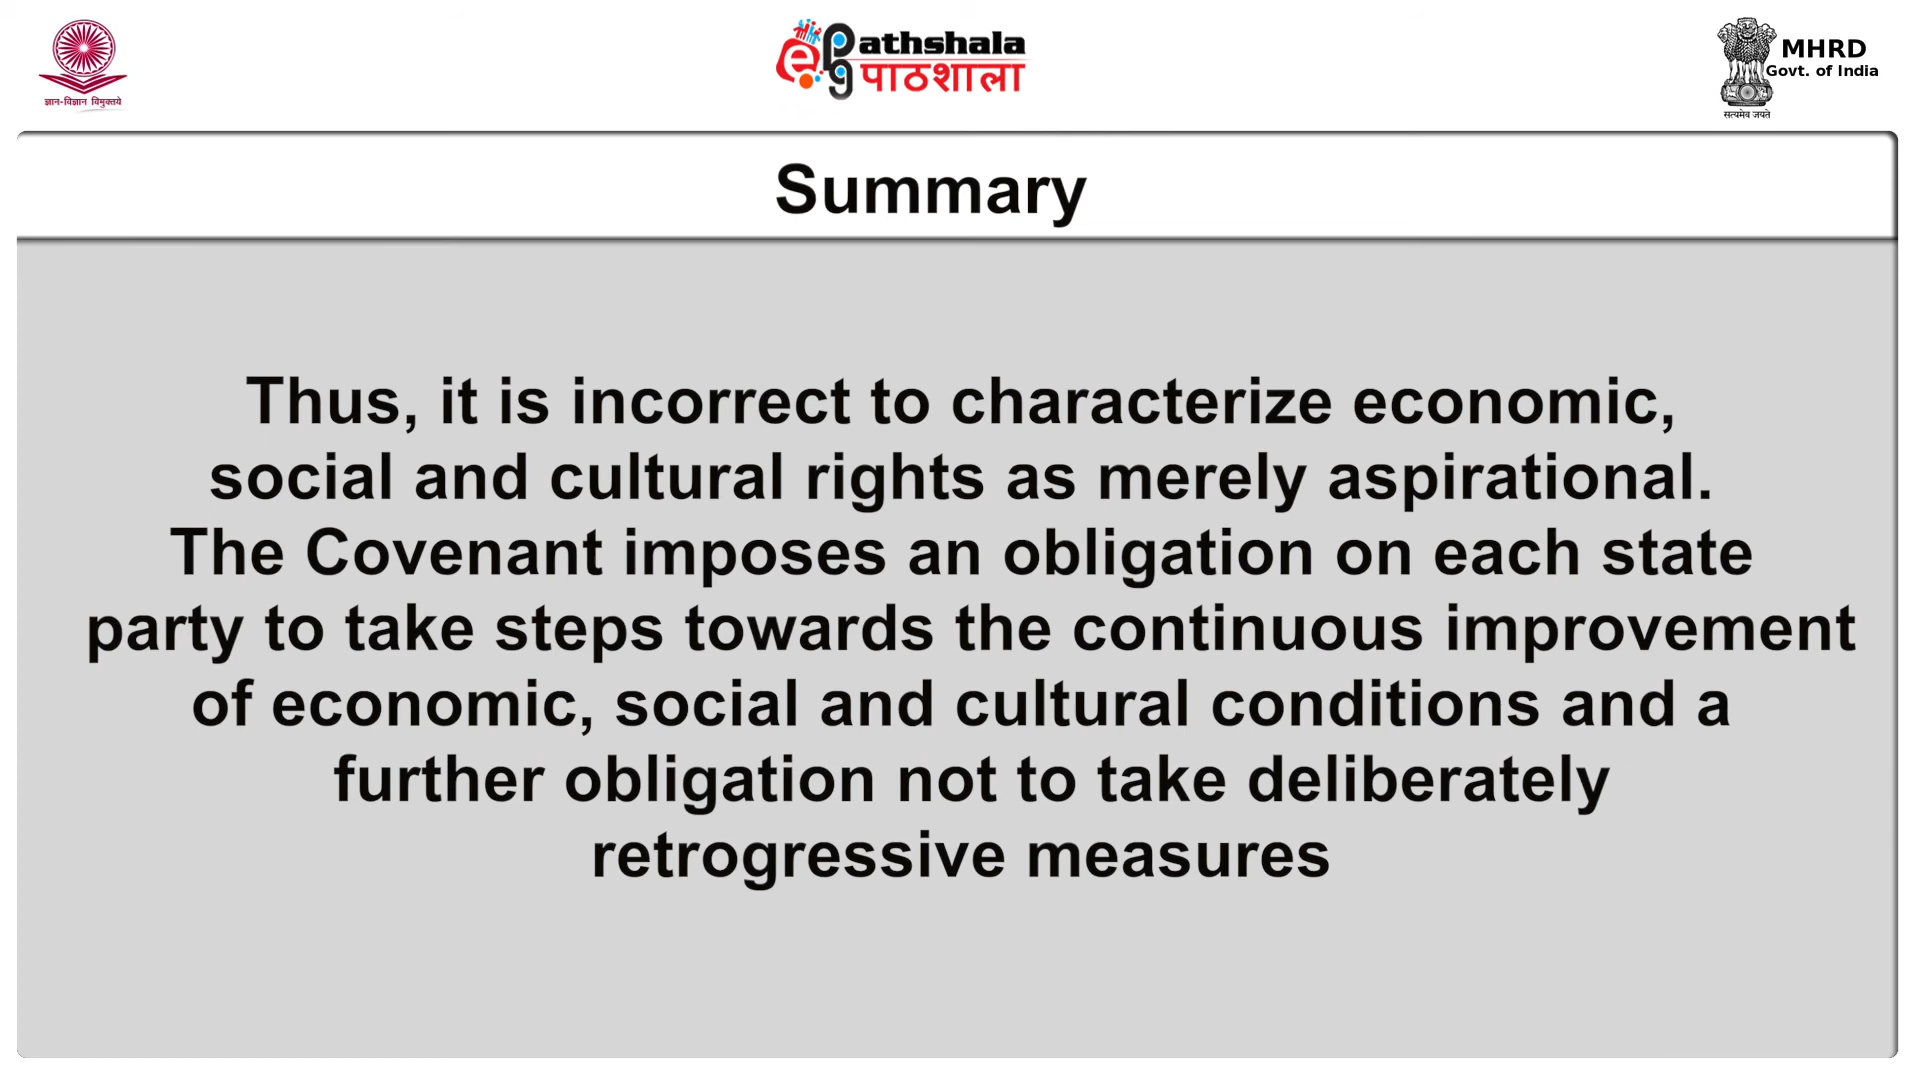 ज्ञान-विज्ञान विमुक्तये
epg Pathshala
पाठशाला
MHRD
Govt. of India
सत्यमेव जयते
Summary
Thus, it is incorrect to characterize economic,
social and cultural rights as merely aspirational.
The Covenant imposes an obligation on each state
party to take steps towards the continuous improvement
of economic, social and cultural conditions and a
further obligation not to take deliberately
retrogressive measures